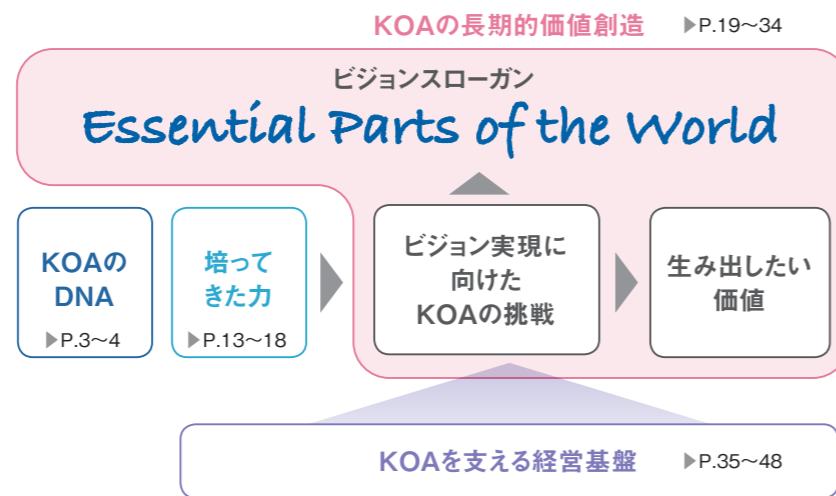 KOAの長期的価値創造 ▶P.19〜34
ビジョンスローガン
Essential Parts of the World
KOAの
DNA
▶P.3〜4
培って
きた力
▶P.13〜18
ビジョン実現に
向けた
KOAの挑戦
生み出したい
価値
KOAを支える経営基盤 ▶P.35〜48